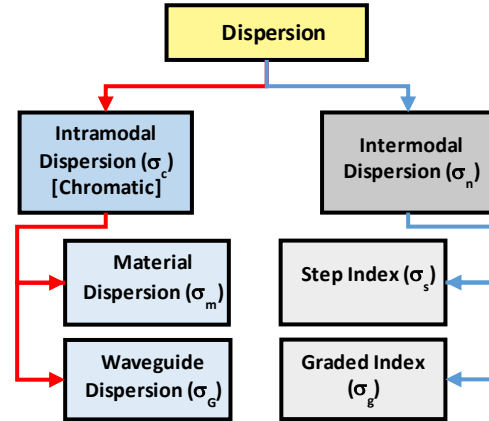 Dispersion
Intramodal
Dispersion (σc)
[Chromatic]
Intermodal
Dispersion (σn)
Material
Dispersion (σm)
Step Index (σs)
Waveguide
Dispersion (σG)
Graded Index
(σg)